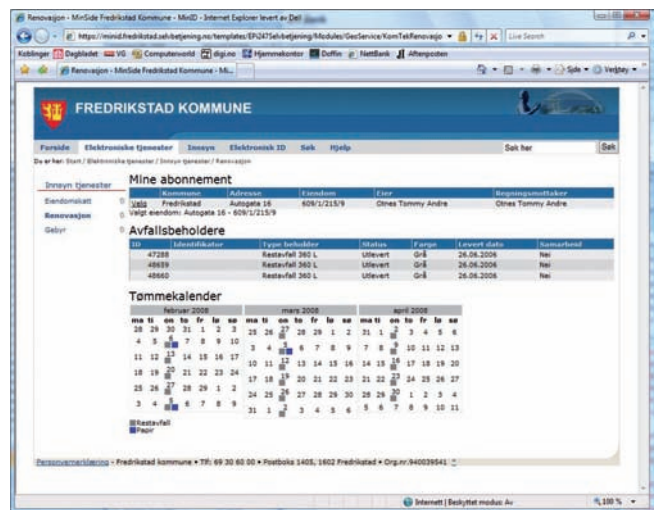 Renovasjon - MinSide Fredrikstad Kommune - MinID - Internet Explorer levert av Dell
https://minid.fredrikstad.selvbetjening.no/templates/EPi247Selvbetjening/Modules/GeoService/KomTekRenovasjo
Live Search
Koblinger Dagbladet VG Computerworld digi.no Hjemmekontor Doffin NettBank Aftenposten
Renovasjon - MinSide Fredrikstad Kommune - Mi...
Side Verktøy
FREDRIKSTAD KOMMUNE
Forside Elektroniske tjenester Innsyn Elektronisk ID Søk Hjelp Søk her Søk
Du er her: Start / Elektroniske tjenester / Innsyn tjenester / Renovasjon
Innsyn tjenester
Eiendomskatt
Renovasjon
Gebyr
Mine abonnement
Kommune Adresse Eiendom Eier Regningsmottaker
Velg Fredrikstad Autogata 16 609/1/215/9 Otnes Tommy Andre Otnes Tommy Andre
Valgt eiendom: Autogata 16 - 609/1/215/9
Avfallsbeholdere
ID Identifikator Type beholder Status Farge Levert dato Samarbeid
47288 Restavfall 360 L Utlevert Grå 26.06.2006 Nei
48659 Restavfall 360 L Utlevert Grå 26.06.2006 Nei
48660 Restavfall 360 L Utlevert Grå 26.06.2006 Nei
Tømmekalender
februar 2008 mars 2008 april 2008
ma ti on to fr lø sø ma ti on to fr lø sø ma ti on to fr lø sø
28 29 30 31 1 2 3 25 26 27 28 29 1 2 31 1 2 3 4 5 6
4 5 6 7 8 9 10 3 4 5 6 7 8 9 7 8 9 10 11 12 13
11 12 13 14 15 16 17 10 11 12 13 14 15 16 14 15 16 17 18 19 20
18 19 20 21 22 23 24 17 18 19 20 21 22 23 21 22 23 24 25 26 27
25 26 27 28 29 1 2 24 25 26 27 28 29 30 28 29 30 1 2 3 4
3 4 5 6 7 8 9 31 1 2 3 4 5 6 5 6 7 8 9 10 11
Restavfall
Papir
Personvernerklæring - Fredrikstad kommune • Tlf: 69 30 60 00 • Postboks 1405, 1602 Fredrikstad • Org.nr.940039541
Internett | Beskyttet modus: Av 100 %